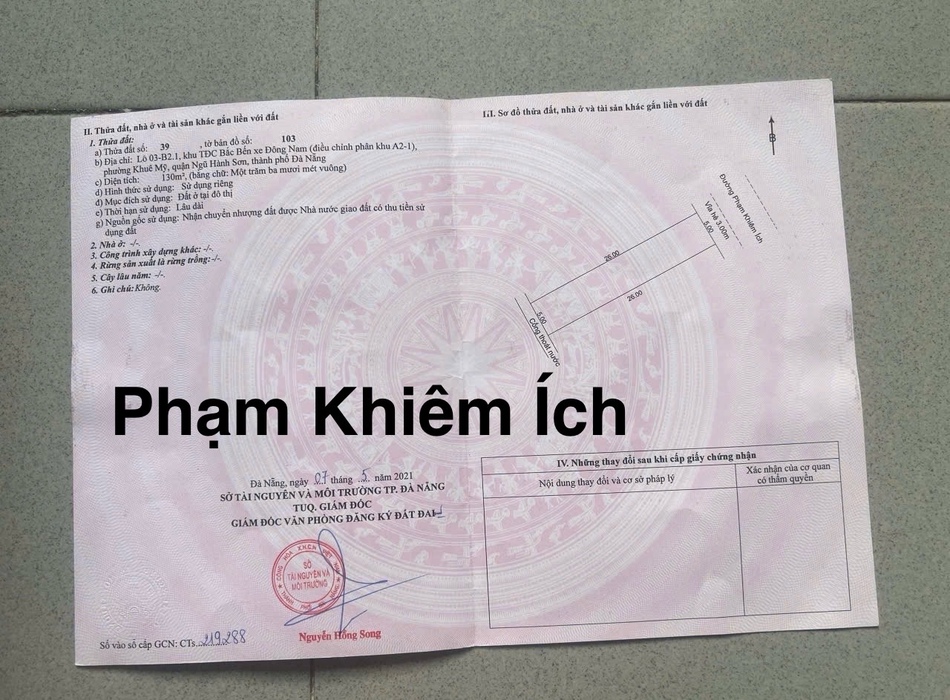 II. Thửa đất, nhà ở và tài sản khác gắn liền với đất
1. Thửa đất:
a) Thửa đất số: 39 , tờ bản đồ số: 103
b) Địa chỉ: Lô 03-B2.1, khu TĐC Bắc Bến xe Đông Nam (điều chỉnh phân khu A2-1),
phường Khuê Mỹ, quận Ngũ Hành Sơn, thành phố Đà Nẵng
c) Diện tích: 130m², (bằng chữ: Một trăm ba mươi mét vuông)
d) Hình thức sử dụng: Sử dụng riêng
đ) Mục đích sử dụng: Đất ở tại đô thị
e) Thời hạn sử dụng: Lâu dài
g) Nguồn gốc sử dụng: Nhận chuyển nhượng đất được Nhà nước giao đất có thu tiền sử
dụng đất
2. Nhà ở: -/-.
3. Công trình xây dựng khác: -/-.
4. Rừng sản xuất là rừng trồng:-/-.
5. Cây lâu năm: -/-.
6. Ghi chú:Không.
III. Sơ đồ thửa đất, nhà ở và tài sản khác gắn liền với đất
B
Đường Phạm Khiêm Ích
Vỉa hè 3.00m
5.00
26.00
26.00
5.00
Cống thoát nước
Phạm Khiêm Ích
Đà Nẵng, ngày 07 tháng 5 năm 2021
SỞ TÀI NGUYÊN VÀ MÔI TRƯỜNG TP. ĐÀ NẴNG
TUQ. GIÁM ĐỐC
GIÁM ĐỐC VĂN PHÒNG ĐĂNG KÝ ĐẤT ĐAI
SỞ
TÀI NGUYÊN VÀ
MÔI TRƯỜNG
Nguyễn Hồng Song
Số vào sổ cấp GCN: CTs 219288
IV. Những thay đổi sau khi cấp giấy chứng nhận
Nội dung thay đổi và cơ sở pháp lý
Xác nhận của cơ quan
có thẩm quyền